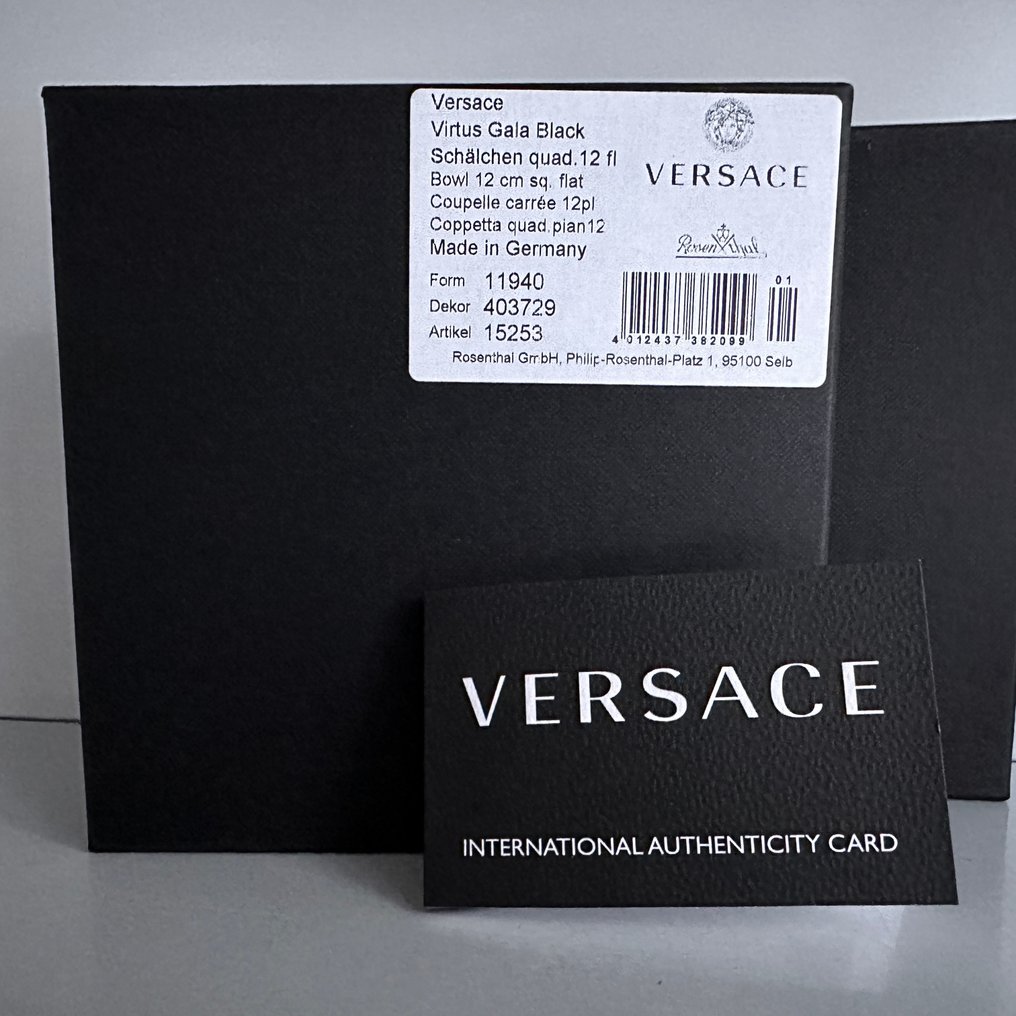 Versace
Virtus Gala Black
Schälchen quad.12 fl
Bowl 12 cm sq. flat
Coupelle carrée 12pl
Coppetta quad.pian12
Made in Germany
Form 11940
Dekor 403729
Artikel 15253
VERSACE
Rosenthal
01
4 012437 382099
Rosenthal GmbH, Philip-Rosenthal-Platz 1, 95100 Selb
VERSACE
INTERNATIONAL AUTHENTICITY CARD